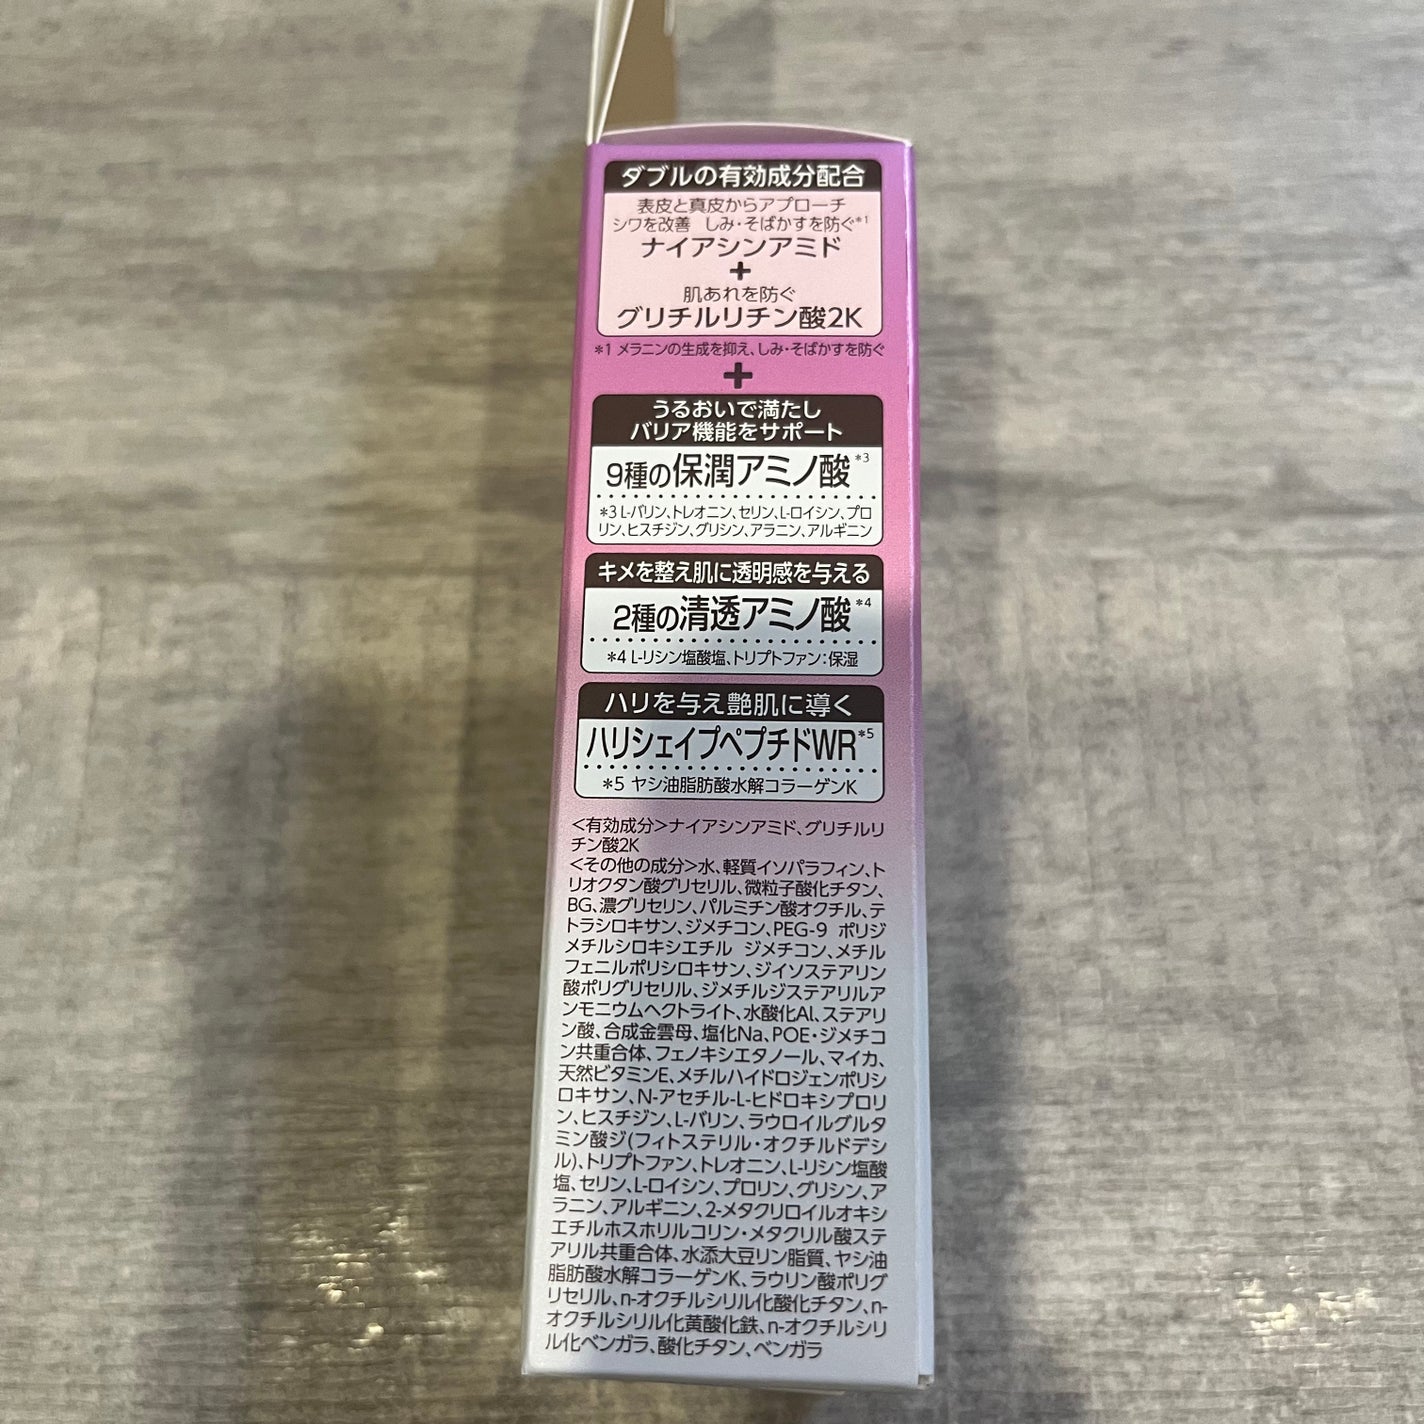 ダブルの有効成分配合
表皮と真皮からアプローチ
シワを改善 しみ・そばかすを防ぐ*1
ナイアシンアミド
+
肌あれを防ぐ
グリチルリチン酸2K
*1 メラニンの生成を抑え、しみ・そばかすを防ぐ
+
うるおいで満たし
バリア機能をサポート
9種の保潤アミノ酸*3
*3 L-バリン、トレオニン、セリン、L-ロイシン、プロ
リン、ヒスチジン、グリシン、アラニン、アルギニン
キメを整え肌に透明感を与える
2種の清透アミノ酸*4
*4 L-リシン塩酸塩、トリプトファン：保湿
ハリを与え艶肌に導く
ハリシェイプペプチドWR*5
*5 ヤシ油脂肪酸水解コラーゲンK
＜有効成分＞ナイアシンアミド、グリチルリ
チン酸2K
＜その他の成分＞水、軽質イソパラフィン、ト
リオクタン酸グリセリル、微粒子酸化チタン、
BG、濃グリセリン、パルミチン酸オクチル、テ
トラシロキサン、ジメチコン、PEG-9 ポリジ
メチルシロキシエチル ジメチコン、メチル
フェニルポリシロキサン、ジイソステアリン
酸ポリグリセリル、ジメチルジステアリルア
ンモニウムヘクトライト、水酸化Al、ステアリ
ン酸、合成金雲母、塩化Na、POE・ジメチコ
ン共重合体、フェノキシエタノール、マイカ、
天然ビタミンE、メチルハイドロジェンポリシ
ロキサン、N-アセチル-L-ヒドロキシプロリ
ン、ヒスチジン、L-バリン、ラウロイルグルタ
ミン酸ジ(フィトステリル・オクチルドデシ
ル)、トリプトファン、トレオニン、L-リシン塩酸
塩、セリン、L-ロイシン、プロリン、グリシン、ア
ラニン、アルギニン、2-メタクリロイルオキシ
エチルホスホリルコリン・メタクリル酸ステ
アリル共重合体、水添大豆リン脂質、ヤシ油
脂肪酸水解コラーゲンK、ラウリン酸ポリグ
リセリル、n-オクチルシリル化酸化チタン、n-
オクチルシリル化黄酸化鉄、n-オクチルシリ
ル化ベンガラ、酸化チタン、ベンガラ